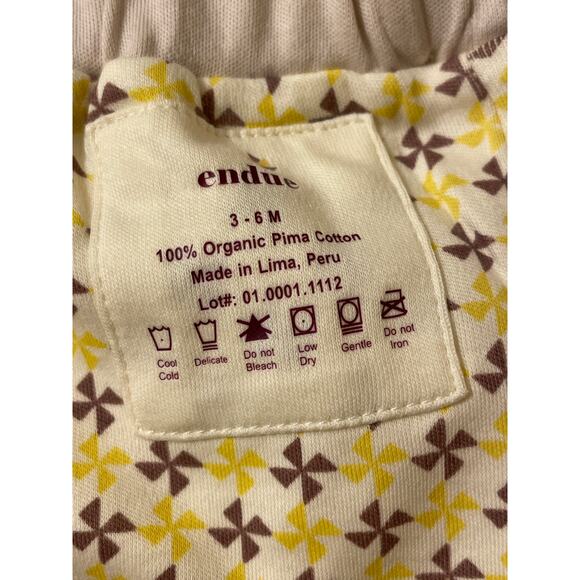 endue
3 - 6 M
100% Organic Pima Cotton
Made in Lima, Peru
Lot#: 01.0001.1112
Cool Cold
Delicate
Do not Bleach
Low Dry
Gentle
Do not Iron